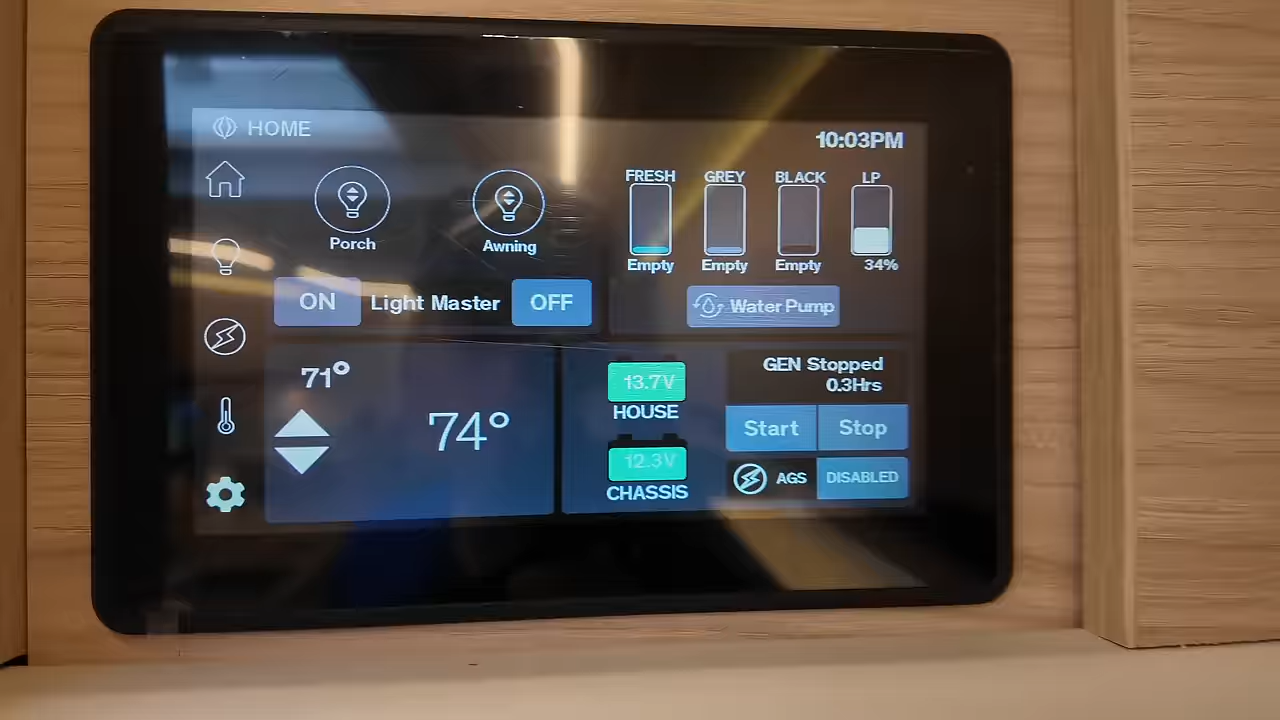 HOME
10:03PM
Porch
Awning
FRESH GREY BLACK LP
Empty Empty Empty 34%
ON Light Master OFF
Water Pump
71°
74°
13.7V
HOUSE
12.3V
CHASSIS
GEN Stopped
0.3Hrs
Start Stop
AGS DISABLED